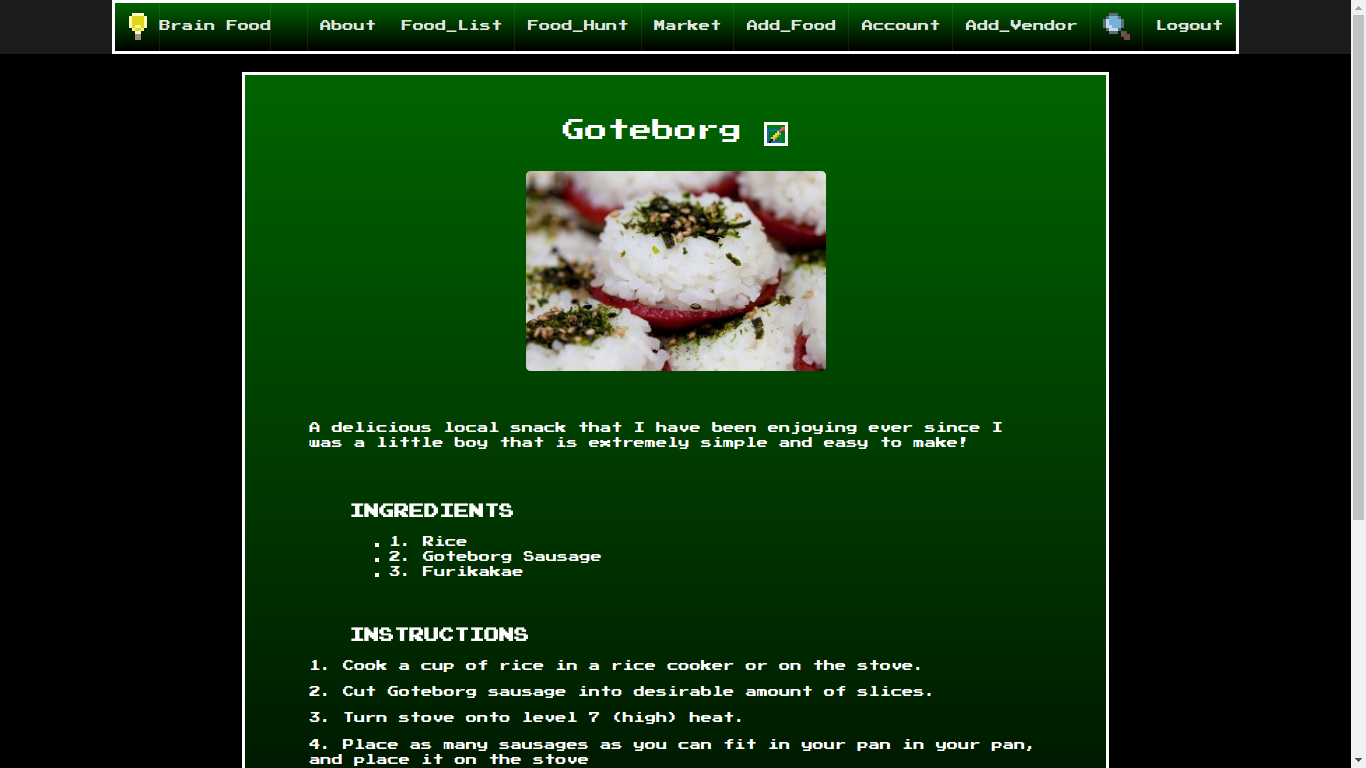 Brain Food About Food_List Food_Hunt Market Add_Food Account Add_Vendor Logout
Goteborg
A delicious local snack that I have been enjoying ever since I
was a little boy that is extremely simple and easy to make!
INGREDIENTS
1. Rice
2. Goteborg Sausage
3. Furikakae
INSTRUCTIONS
1. Cook a cup of rice in a rice cooker or on the stove.
2. Cut Goteborg sausage into desirable amount of slices.
3. Turn stove onto level 7 (high) heat.
4. Place as many sausages as you can fit in your pan in your pan,
and place it on the stove